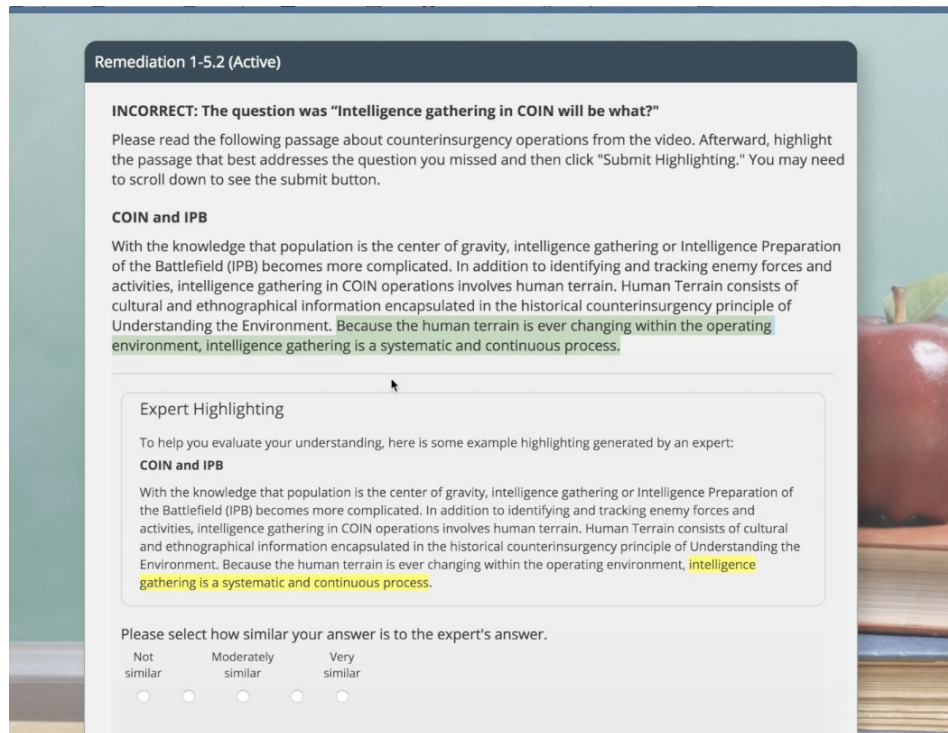 Remediation 1-5.2 (Active)
INCORRECT: The question was “Intelligence gathering in COIN will be what?"
Please read the following passage about counterinsurgency operations from the video. Afterward, highlight
the passage that best addresses the question you missed and then click "Submit Highlighting." You may need
to scroll down to see the submit button.
COIN and IPB
With the knowledge that population is the center of gravity, intelligence gathering or Intelligence Preparation
of the Battlefield (IPB) becomes more complicated. In addition to identifying and tracking enemy forces and
activities, intelligence gathering in COIN operations involves human terrain. Human Terrain consists of
cultural and ethnographical information encapsulated in the historical counterinsurgency principle of
Understanding the Environment. Because the human terrain is ever changing within the operating
environment, intelligence gathering is a systematic and continuous process.
Expert Highlighting
To help you evaluate your understanding, here is some example highlighting generated by an expert:
COIN and IPB
With the knowledge that population is the center of gravity, intelligence gathering or Intelligence Preparation of
the Battlefield (IPB) becomes more complicated. In addition to identifying and tracking enemy forces and
activities, intelligence gathering in COIN operations involves human terrain. Human Terrain consists of cultural
and ethnographical information encapsulated in the historical counterinsurgency principle of Understanding the
Environment. Because the human terrain is ever changing within the operating environment, intelligence
gathering is a systematic and continuous process.
Please select how similar your answer is to the expert's answer.
Not similar
Moderately similar
Very similar